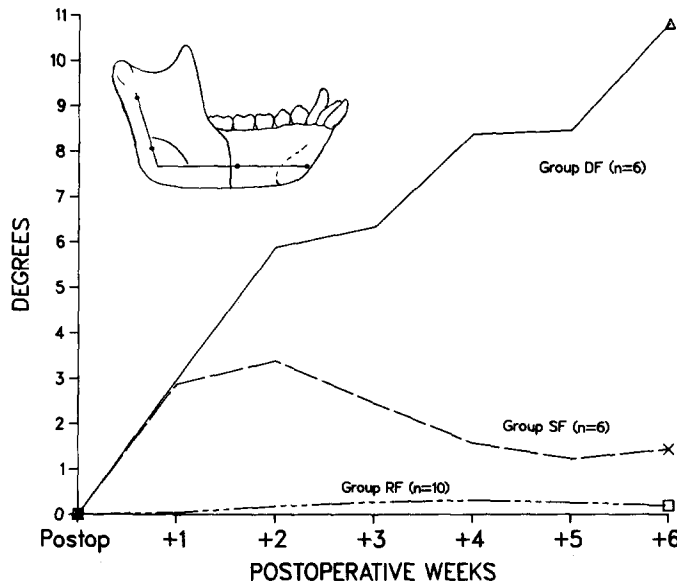 11
10
9
8
7
6
5
4
3
2
1
0
DEGREES
Group DF (n=6)
Group SF (n=6)
Group RF (n=10)
Postop +1 +2 +3 +4 +5 +6
POSTOPERATIVE WEEKS